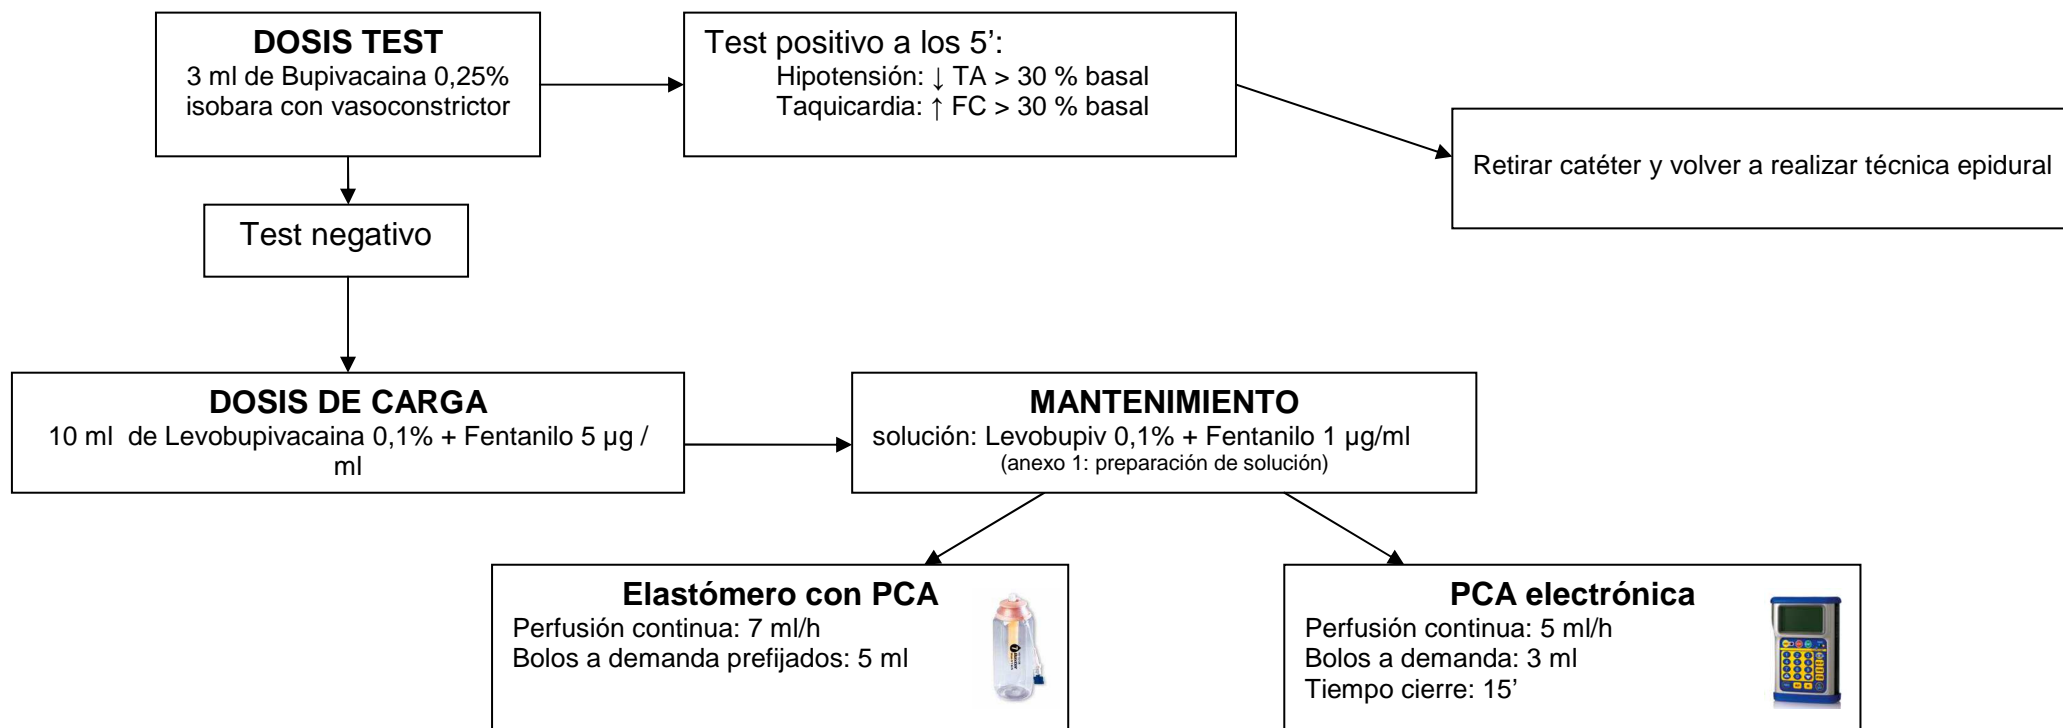 DOSIS TEST
3 ml de Bupivacaina 0,25%
isobara con vasoconstrictor
Test positivo a los 5’:
Hipotensión: ↓ TA > 30 % basal
Taquicardia: ↑ FC > 30 % basal
Retirar catéter y volver a realizar técnica epidural
Test negativo
DOSIS DE CARGA
10 ml de Levobupivacaina 0,1% + Fentanilo 5 µg /
ml
MANTENIMIENTO
solución: Levobupiv 0,1% + Fentanilo 1 µg/ml
(anexo 1: preparación de solución)
Elastómero con PCA
Perfusión continua: 7 ml/h
Bolos a demanda prefijados: 5 ml
PCA electrónica
Perfusión continua: 5 ml/h
Bolos a demanda: 3 ml
Tiempo cierre: 15’